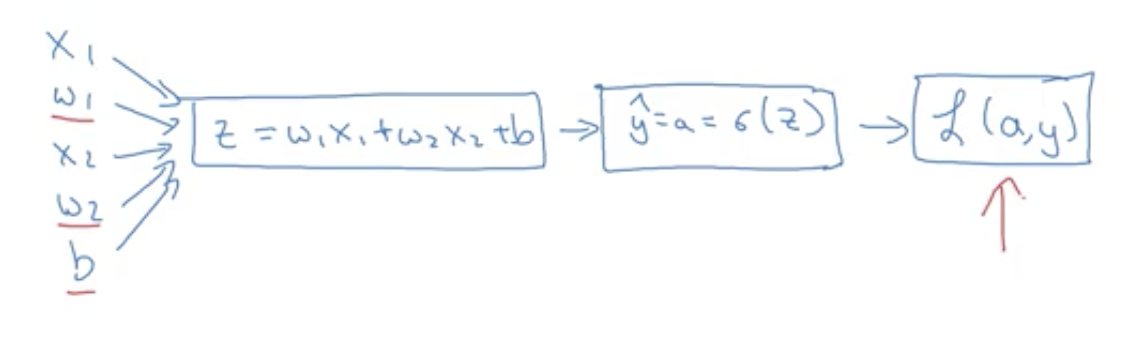 x₁
w₁
x₂
w₂
b
z = w₁x₁ + w₂x₂ + b
ŷ = a = σ(z)
ℒ(a,y)